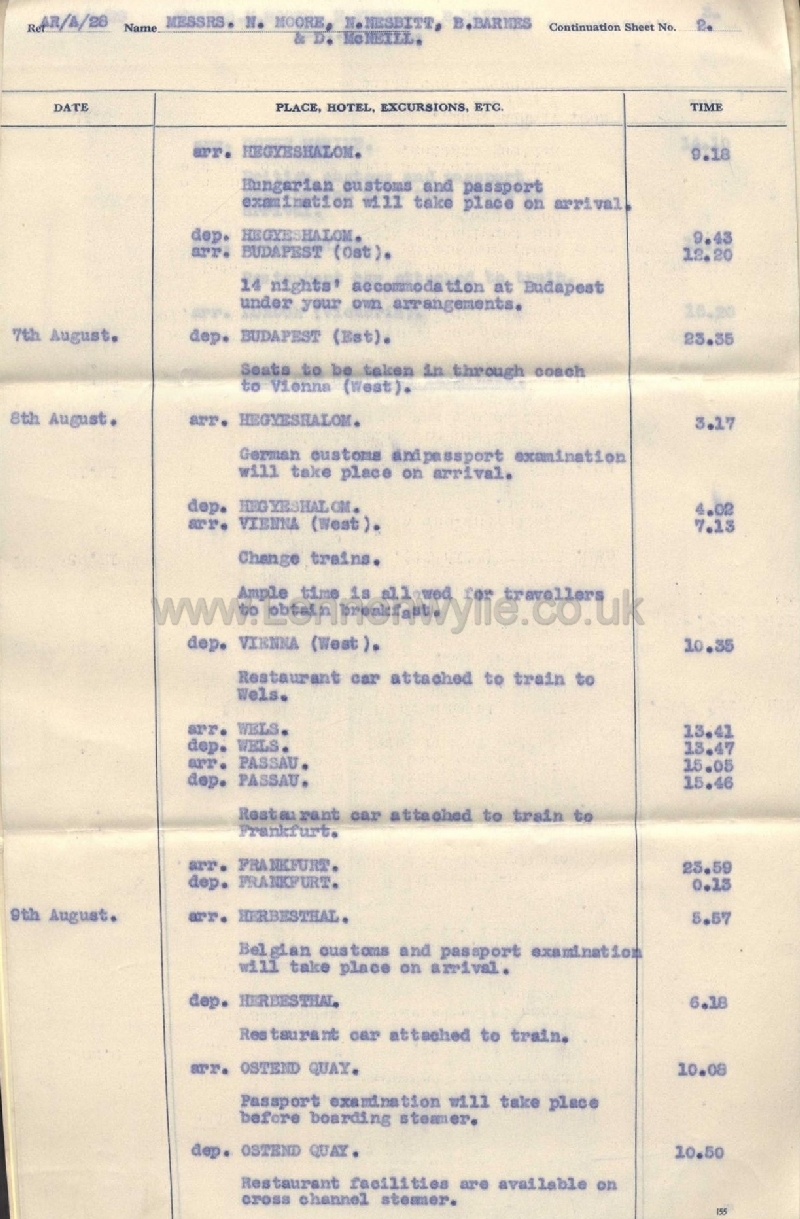 Ref AR/A/28 Name MESSRS. N. MOORE, N.NESBITT, B.BARNES Continuation Sheet No. 2.
& D. McNEILL.
DATE PLACE, HOTEL, EXCURSIONS, ETC. TIME
arr. HEGYESHALOM. 9.18
Hungarian customs and passport
examination will take place on arrival.
dep. HEGYESHALOM. 9.43
arr. BUDAPEST (Ost). 12.20
14 nights' accommodation at Budapest
under your own arrangements.
7th August. dep. BUDAPEST (Est). 23.35
Seats to be taken in through coach
to Vienna (West).
8th August. arr. HEGYESHALOM. 3.17
German customs andpassport examination
will take place on arrival.
dep. HEGYESHALOM. 4.02
arr. VIENNA (West). 7.13
Change trains.
Ample time is allowed for travellers
to obtain breakfast.
www.Lennonwylie.co.uk
dep. VIENNA (West). 10.35
Restaurant car attached to train to
Wels.
arr. WELS. 13.41
dep. WELS. 13.47
arr. PASSAU. 15.05
dep. PASSAU. 15.46
Restaurant car attached to train to
Frankfurt.
arr. FRANKFURT. 23.59
dep. FRANKFURT. 0.13
9th August. arr. HERBESTHAL. 5.57
Belgian customs and passport examination
will take place on arrival.
dep. HERBESTHAL. 6.18
Restaurant car attached to train.
arr. OSTEND QUAY. 10.08
Passport examination will take place
before boarding steamer.
dep. OSTEND QUAY. 10.50
Restaurant facilities are available on
cross channel steamer.
155